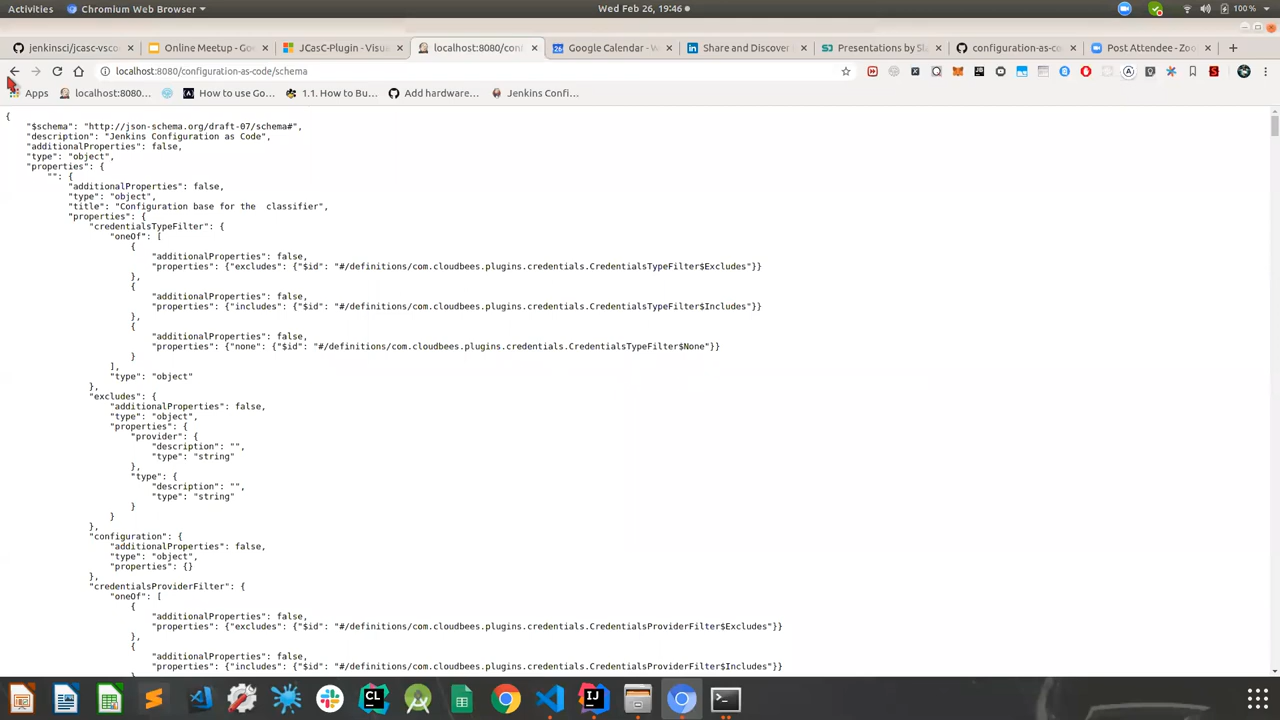 Activities
Chromium Web Browser
Wed Feb 26, 19:46
100 %
jenkinsci/jcasc-vsco
Online Meetup - Go
JCasC-Plugin - Visua
localhost:8080/conf
Google Calendar - W
Share and Discover
Presentations by Sl
configuration-as-co
Post Attendee - Zoo
localhost:8080/configuration-as-code/schema
Apps
localhost:8080...
How to use Go...
1.1. How to Bu...
Add hardware...
Jenkins Confi...
{
"$schema": "http://json-schema.org/draft-07/schema#",
"description": "Jenkins Configuration as Code",
"additionalProperties": false,
"type": "object",
"properties": {
"": {
"additionalProperties": false,
"type": "object",
"title": "Configuration base for the  classifier",
"properties": {
"credentialsTypeFilter": {
"oneOf": [
{
"additionalProperties": false,
"properties": {"excludes": {"$id": "#/definitions/com.cloudbees.plugins.credentials.CredentialsTypeFilter$Excludes"}}
},
{
"additionalProperties": false,
"properties": {"includes": {"$id": "#/definitions/com.cloudbees.plugins.credentials.CredentialsTypeFilter$Includes"}}
},
{
"additionalProperties": false,
"properties": {"none": {"$id": "#/definitions/com.cloudbees.plugins.credentials.CredentialsTypeFilter$None"}}
}
],
"type": "object"
},
"excludes": {
"additionalProperties": false,
"type": "object",
"properties": {
"provider": {
"description": "",
"type": "string"
},
"type": {
"description": "",
"type": "string"
}
}
},
"configuration": {
"additionalProperties": false,
"type": "object",
"properties": {}
},
"credentialsProviderFilter": {
"oneOf": [
{
"additionalProperties": false,
"properties": {"excludes": {"$id": "#/definitions/com.cloudbees.plugins.credentials.CredentialsProviderFilter$Excludes"}}
},
{
"additionalProperties": false,
"properties": {"includes": {"$id": "#/definitions/com.cloudbees.plugins.credentials.CredentialsProviderFilter$Includes"}}